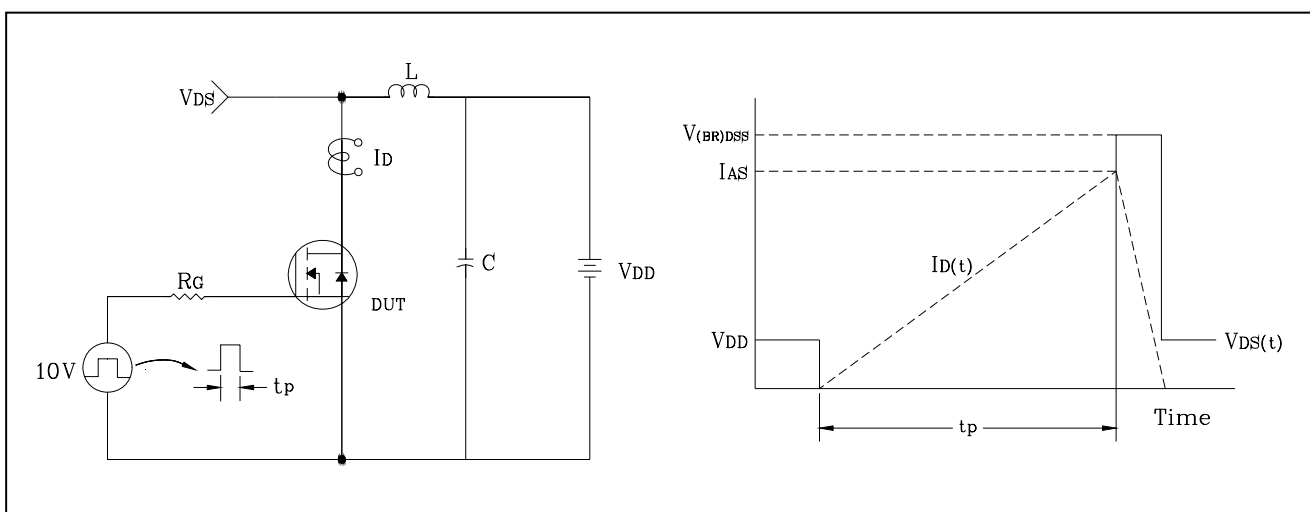 L
VDS
ID
RG
DUT
C
VDD
10V
tp
V(BR)DSS
IAS
ID(t)
VDD
VDS(t)
tp
Time